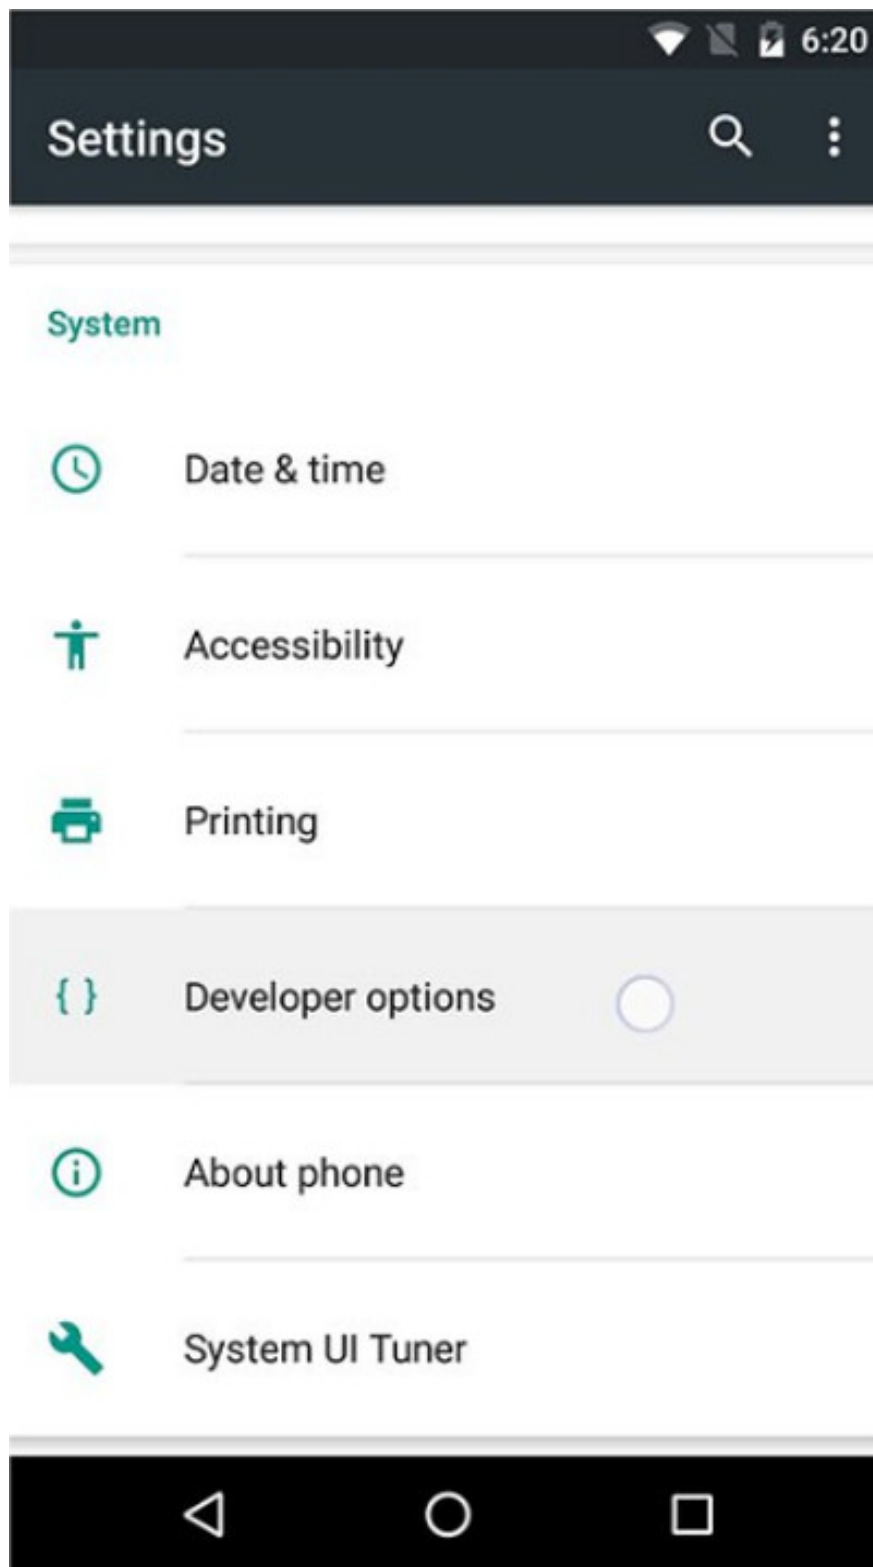 6:20
Settings
System
Date & time
Accessibility
Printing
{ } Developer options
About phone
System UI Tuner